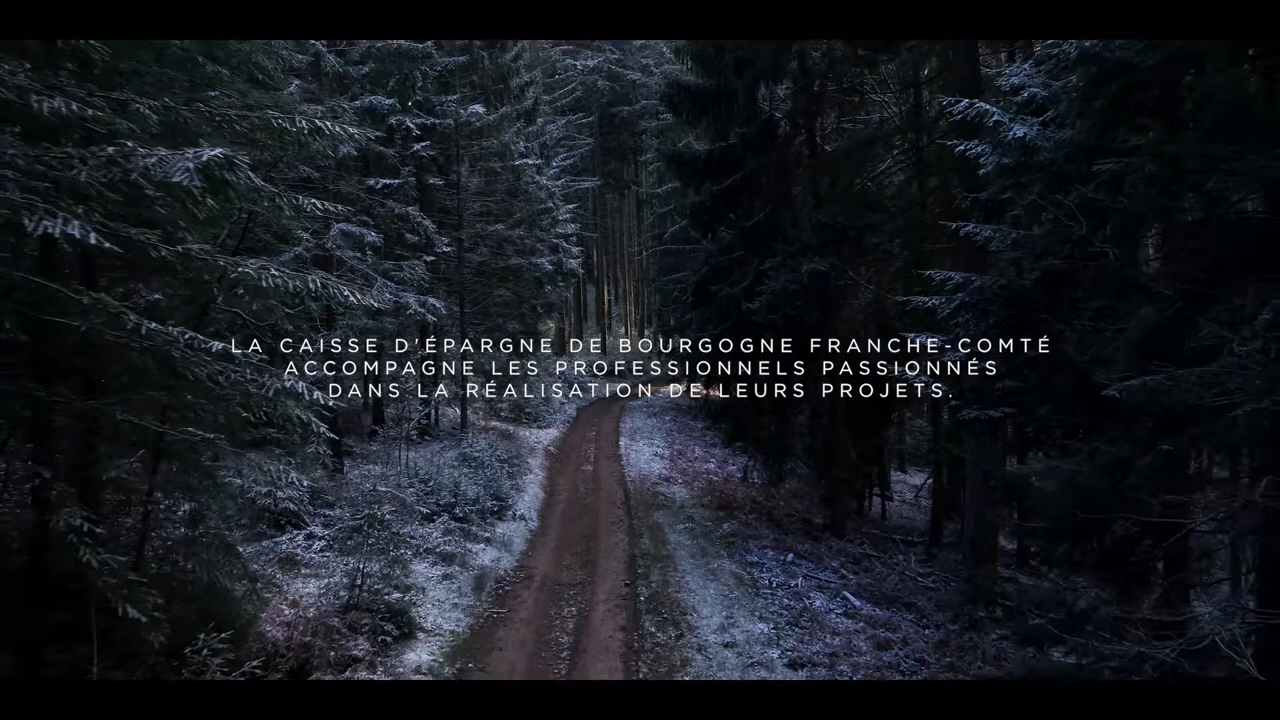 LA CAISSE D'ÉPARGNE DE BOURGOGNE FRANCHE-COMTÉ
ACCOMPAGNE LES PROFESSIONNELS PASSIONNÉS
DANS LA RÉALISATION DE LEURS PROJETS.